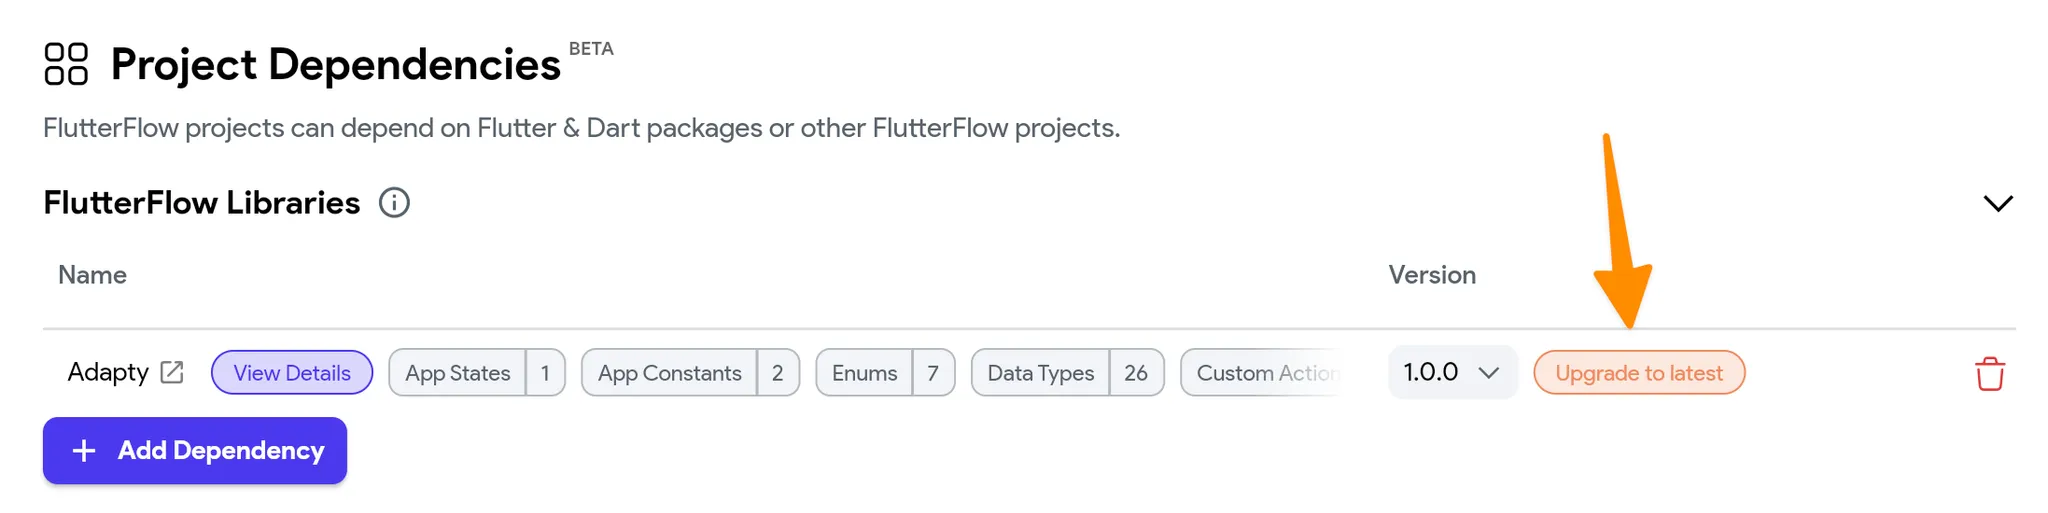 Project Dependencies BETA
FlutterFlow projects can depend on Flutter & Dart packages or other FlutterFlow projects.
FlutterFlow Libraries
Name Version
Adapty View Details App States 1 App Constants 2 Enums 7 Data Types 26 Custom Action 1.0.0 Upgrade to latest
+ Add Dependency